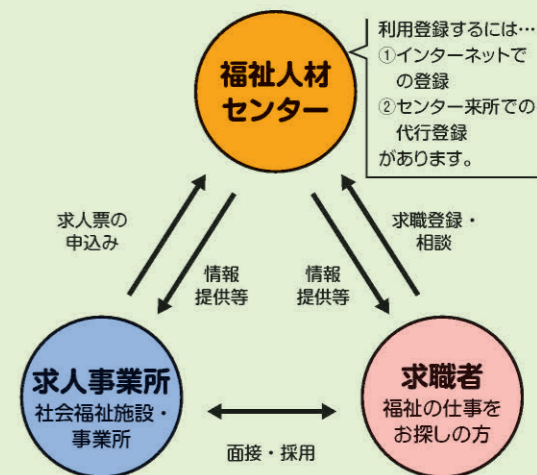 福祉人材
センター
利用登録するには…
①インターネットで
の登録
②センター来所での
代行登録
があります。
求人票の
申込み
情報
提供等
情報
提供等
求職登録・
相談
求人事業所
社会福祉施設・
事業所
面接・採用
求職者
福祉の仕事を
お探しの方